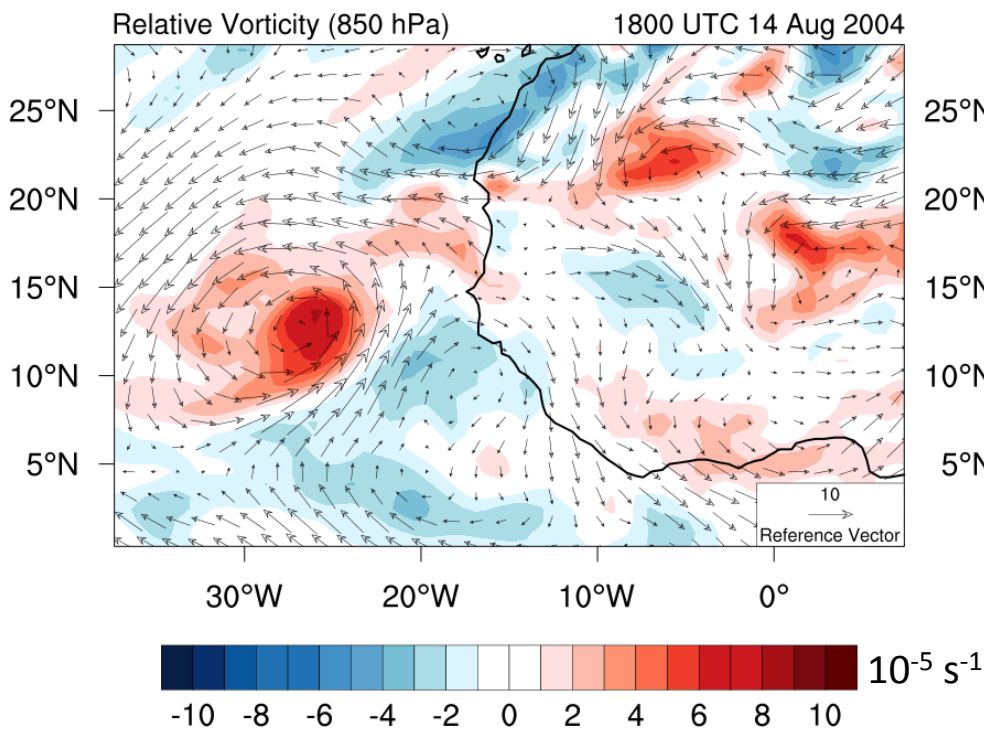 Relative Vorticity (850 hPa) 1800 UTC 14 Aug 2004
25°N 25°N
20°N 20°N
15°N 15°N
10°N 10°N
5°N 5°N
10
Reference Vector
30°W 20°W 10°W 0°
10⁻⁵ s⁻¹
-10 -8 -6 -4 -2 0 2 4 6 8 10